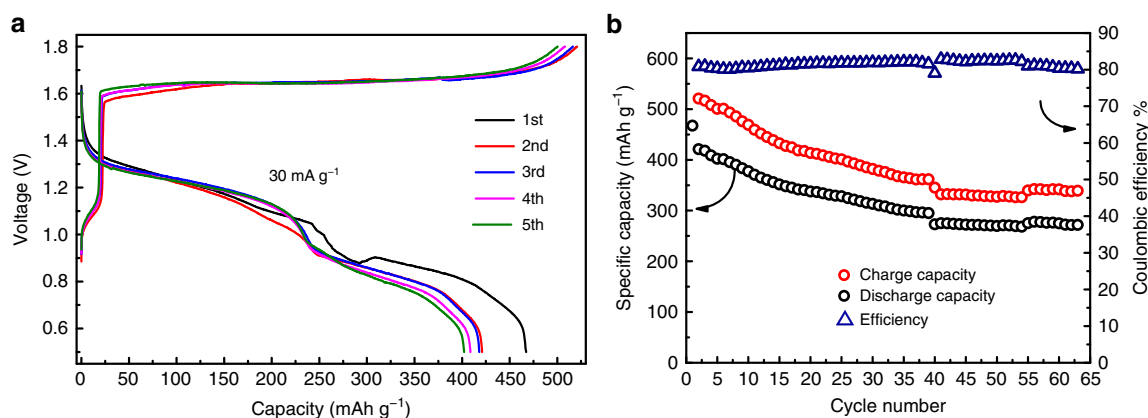 a
Voltage (V)
1.8
1.6
1.4
1.2
1.0
0.8
0.6
30 mA g⁻¹
1st
2nd
3rd
4th
5th
0 50 100 150 200 250 300 350 400 450 500
Capacity (mAh g⁻¹)
b
Specific capacity (mAh g⁻¹)
600
500
400
300
200
100
0
Charge capacity
Discharge capacity
Efficiency
90
80
70
60
50
40
30
20
10
0
Coulombic efficiency %
0 5 10 15 20 25 30 35 40 45 50 55 60 65
Cycle number